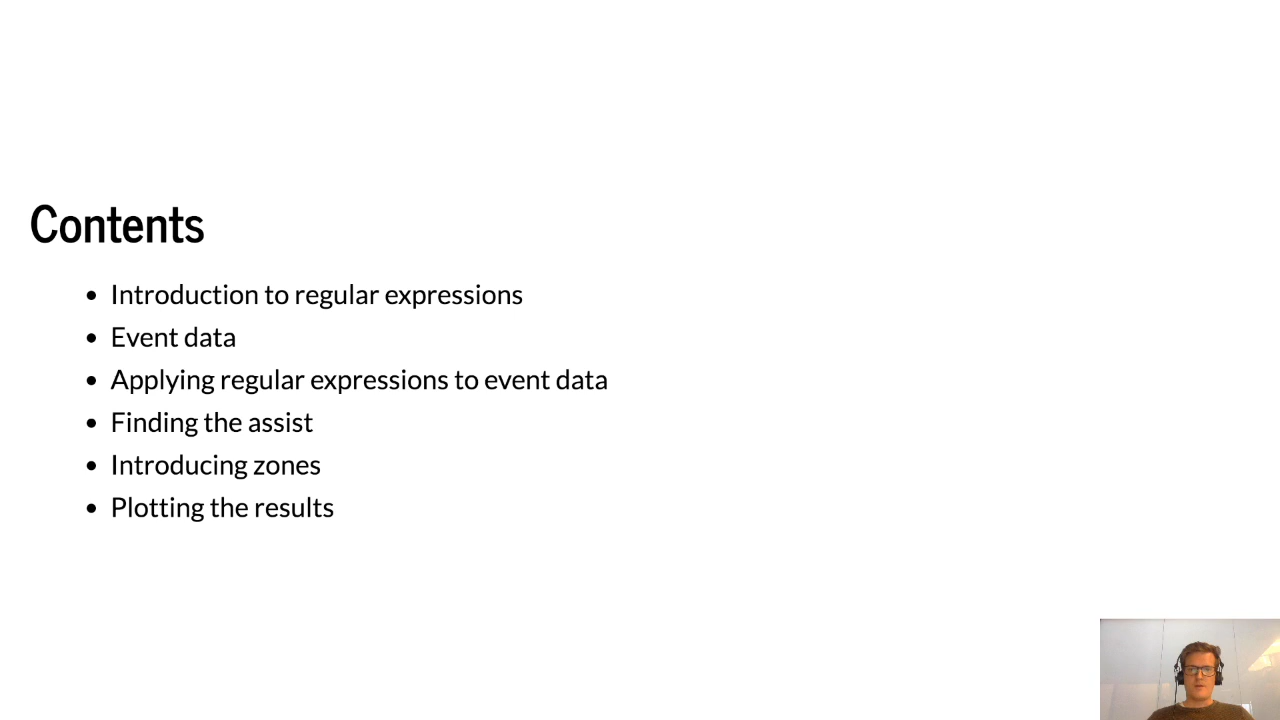 Contents
• Introduction to regular expressions
• Event data
• Applying regular expressions to event data
• Finding the assist
• Introducing zones
• Plotting the results